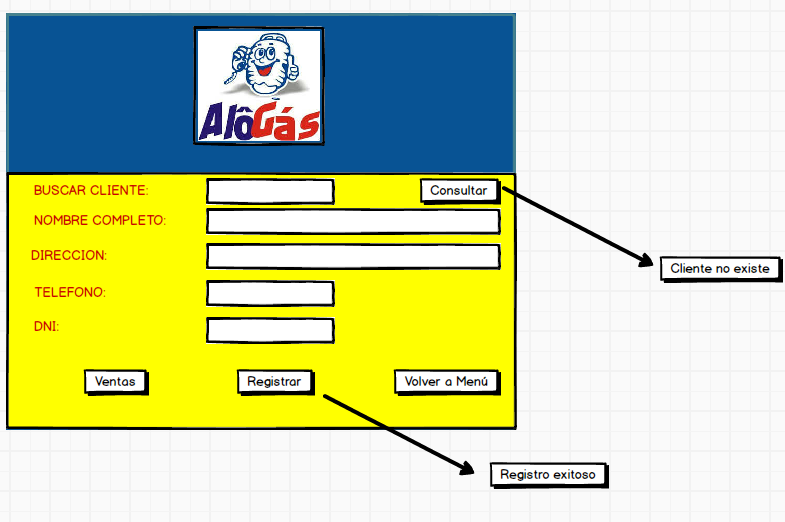 AlôGás
BUSCAR CLIENTE:
Consultar
NOMBRE COMPLETO:
DIRECCION:
Cliente no existe
TELEFONO:
DNI:
Ventas
Registrar
Volver a Menú
Registro exitoso